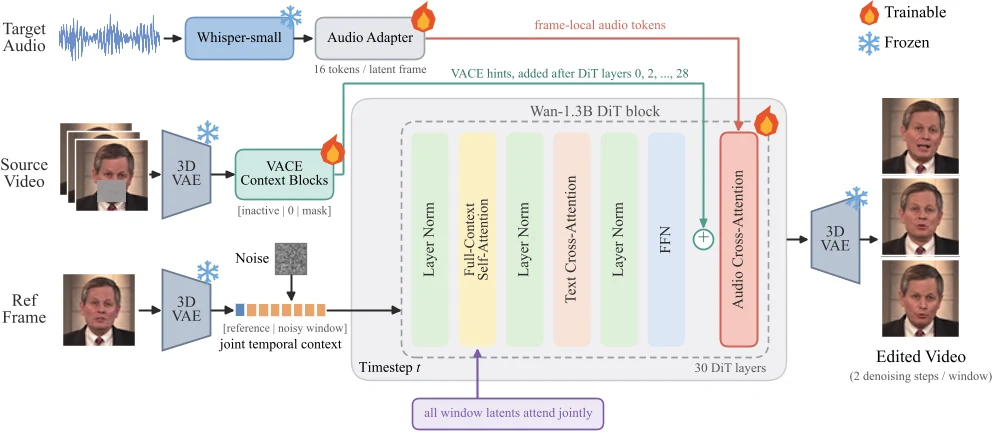 Target
Audio
Whisper-small
Audio Adapter
16 tokens / latent frame
frame-local audio tokens
Trainable
Frozen
VACE hints, added after DiT layers 0, 2, ..., 28
Source
Video
3D
VAE
VACE
Context Blocks
[inactive | 0 | mask]
Wan-1.3B DiT block
Layer Norm
Full-Context
Self-Attention
Layer Norm
Text Cross-Attention
Layer Norm
FFN
+
Audio Cross-Attention
Noise
Ref
Frame
3D
VAE
[reference | noisy window]
joint temporal context
Timestep t
30 DiT layers
all window latents attend jointly
3D
VAE
Edited Video
(2 denoising steps / window)